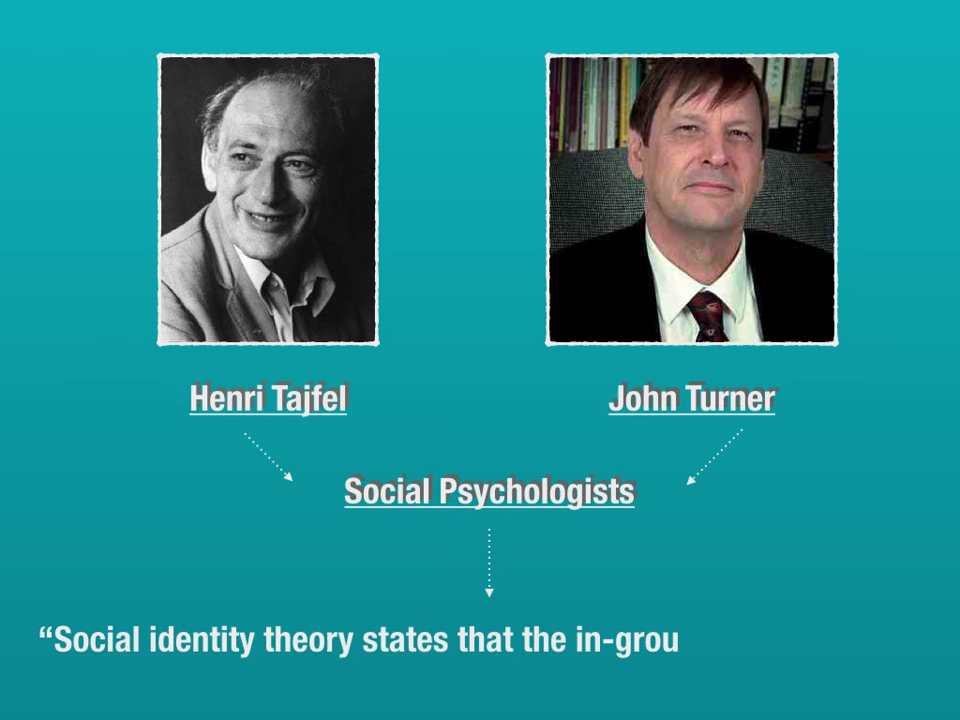 Henri Tajfel
John Turner
Social Psychologists
“Social identity theory states that the in-grou